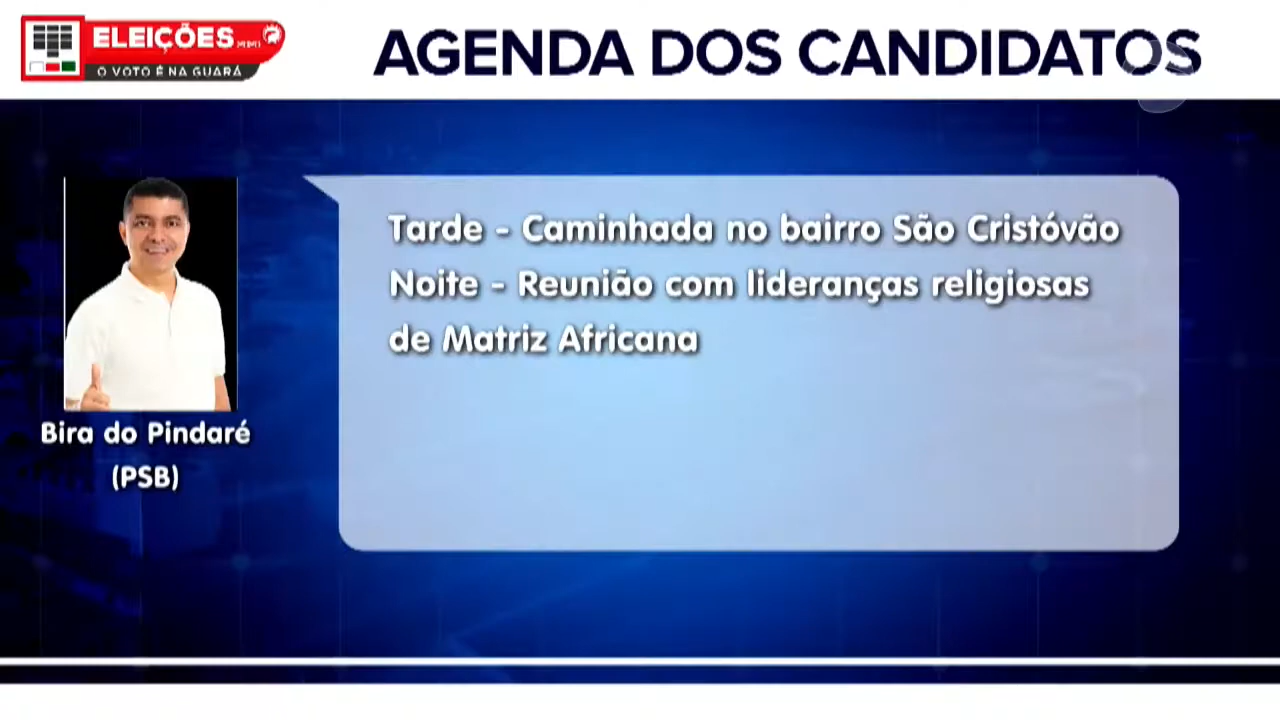 ELEIÇÕES
O VOTO É NA GUARÁ
AGENDA DOS CANDIDATOS
Tarde - Caminhada no bairro São Cristóvão
Noite - Reunião com lideranças religiosas
de Matriz Africana
Bira do Pindaré
(PSB)